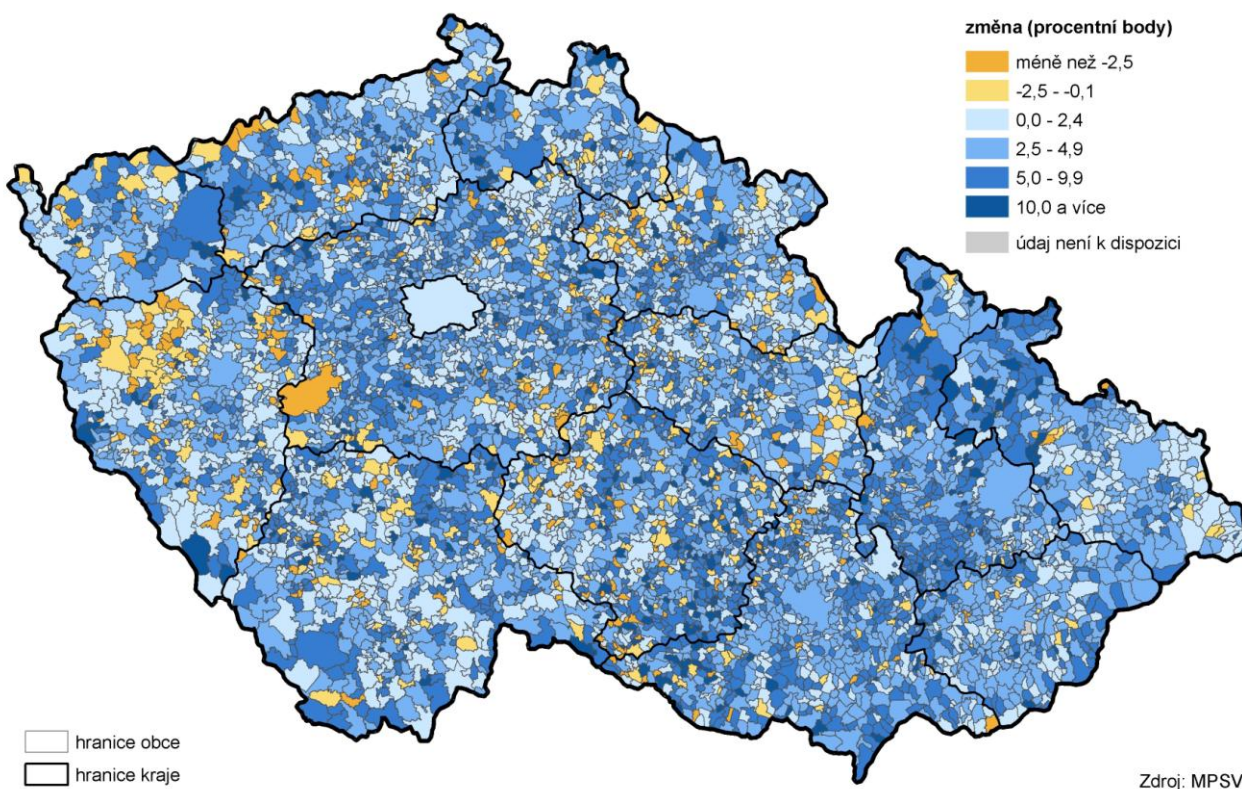 změna (procentní body)
méně než -2,5
-2,5 - -0,1
0,0 - 2,4
2,5 - 4,9
5,0 - 9,9
10,0 a více
údaj není k dispozici
hranice obce
hranice kraje
Zdroj: MPSV